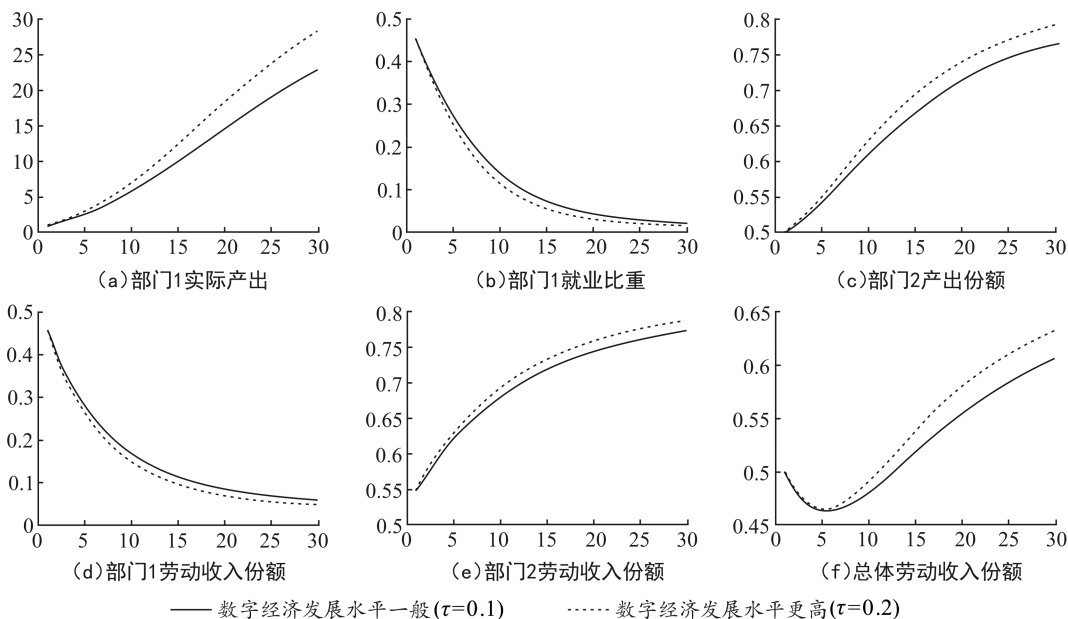 30
25
20
15
10
5
0
0 5 10 15 20 25 30
(a)部门1实际产出
0.5
0.4
0.3
0.2
0.1
0
0 5 10 15 20 25 30
(b)部门1就业比重
0.8
0.75
0.7
0.65
0.6
0.55
0.5
0 5 10 15 20 25 30
(c)部门2产出份额
0.5
0.4
0.3
0.2
0.1
0
0 5 10 15 20 25 30
(d)部门1劳动收入份额
0.8
0.75
0.7
0.65
0.6
0.55
0.5
0 5 10 15 20 25 30
(e)部门2劳动收入份额
0.65
0.6
0.55
0.5
0.45
0 5 10 15 20 25 30
(f)总体劳动收入份额
数字经济发展水平一般(τ=0.1) 数字经济发展水平更高(τ=0.2)